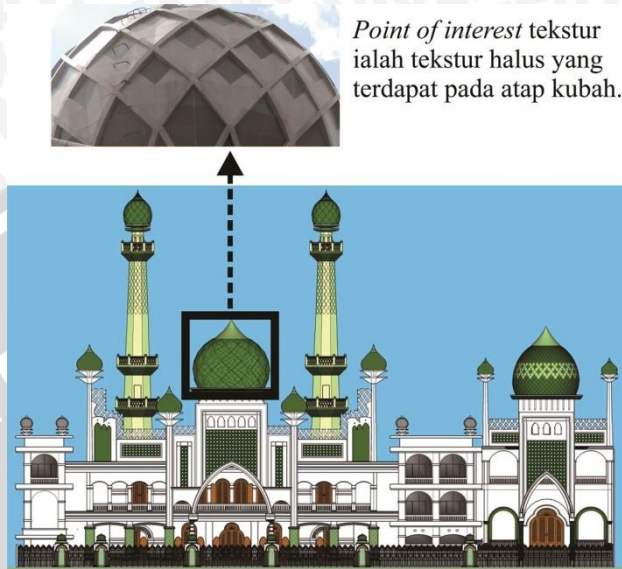 Point of interest tekstur
ialah tekstur halus yang
terdapat pada atap kubah.